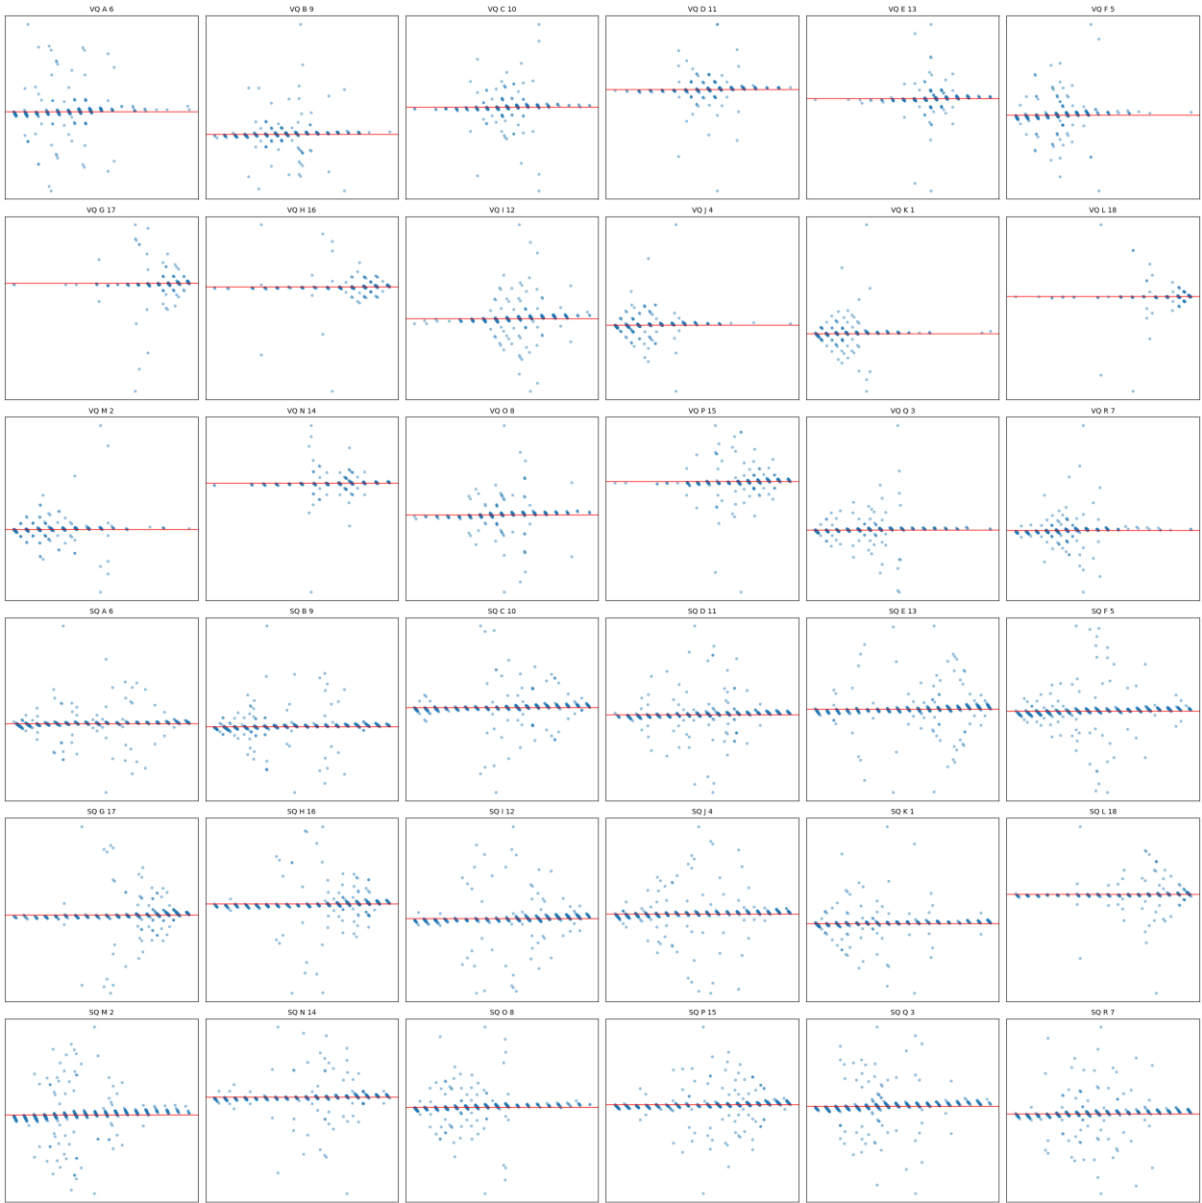 VQ A 6 VQ B 9 VQ C 10 VQ D 11 VQ E 13 VQ F 5
VQ G 17 VQ H 16 VQ I 12 VQ J 4 VQ K 1 VQ L 18
VQ M 2 VQ N 14 VQ O 8 VQ P 15 VQ Q 3 VQ R 7
SQ A 6 SQ B 9 SQ C 10 SQ D 11 SQ E 13 SQ F 5
SQ G 17 SQ H 16 SQ I 12 SQ J 4 SQ K 1 SQ L 18
SQ M 2 SQ N 14 SQ O 8 SQ P 15 SQ Q 3 SQ R 7